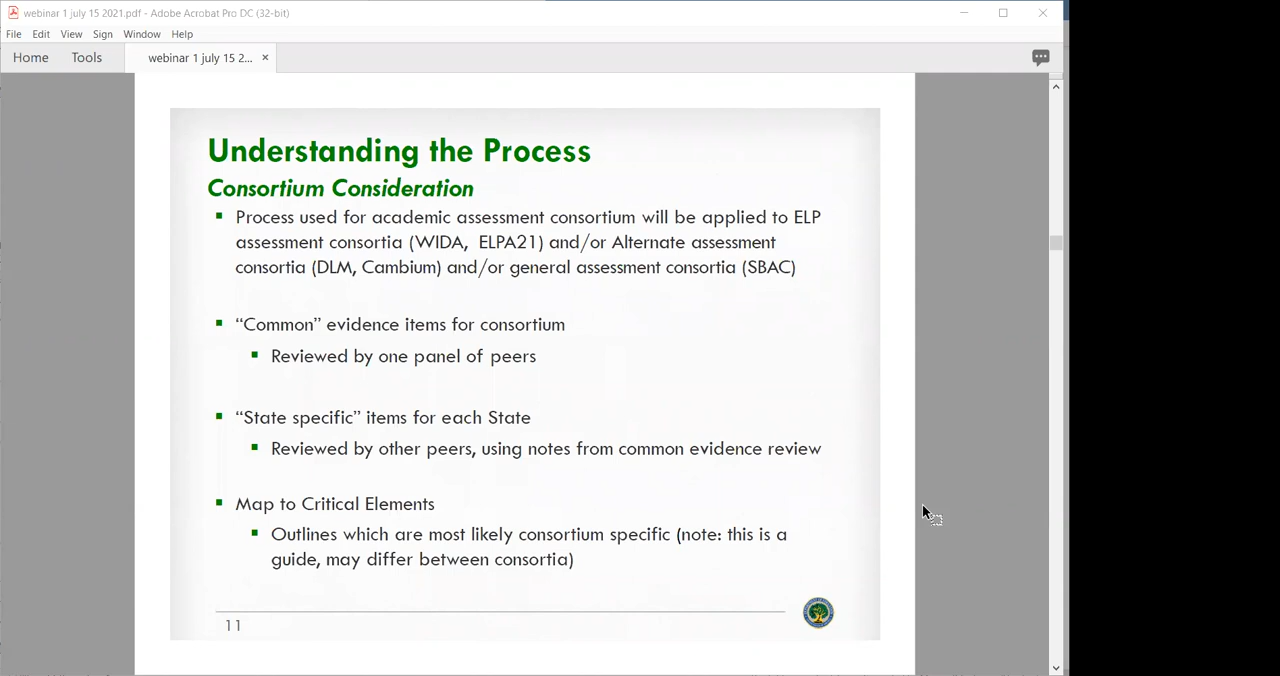 webinar 1 july 15 2021.pdf - Adobe Acrobat Pro DC (32-bit)
File Edit View Sign Window Help
Home Tools webinar 1 july 15 2... ×
Understanding the Process
Consortium Consideration
Process used for academic assessment consortium will be applied to ELP
assessment consortia (WIDA, ELPA21) and/or Alternate assessment
consortia (DLM, Cambium) and/or general assessment consortia (SBAC)
“Common” evidence items for consortium
Reviewed by one panel of peers
“State specific” items for each State
Reviewed by other peers, using notes from common evidence review
Map to Critical Elements
Outlines which are most likely consortium specific (note: this is a
guide, may differ between consortia)
11